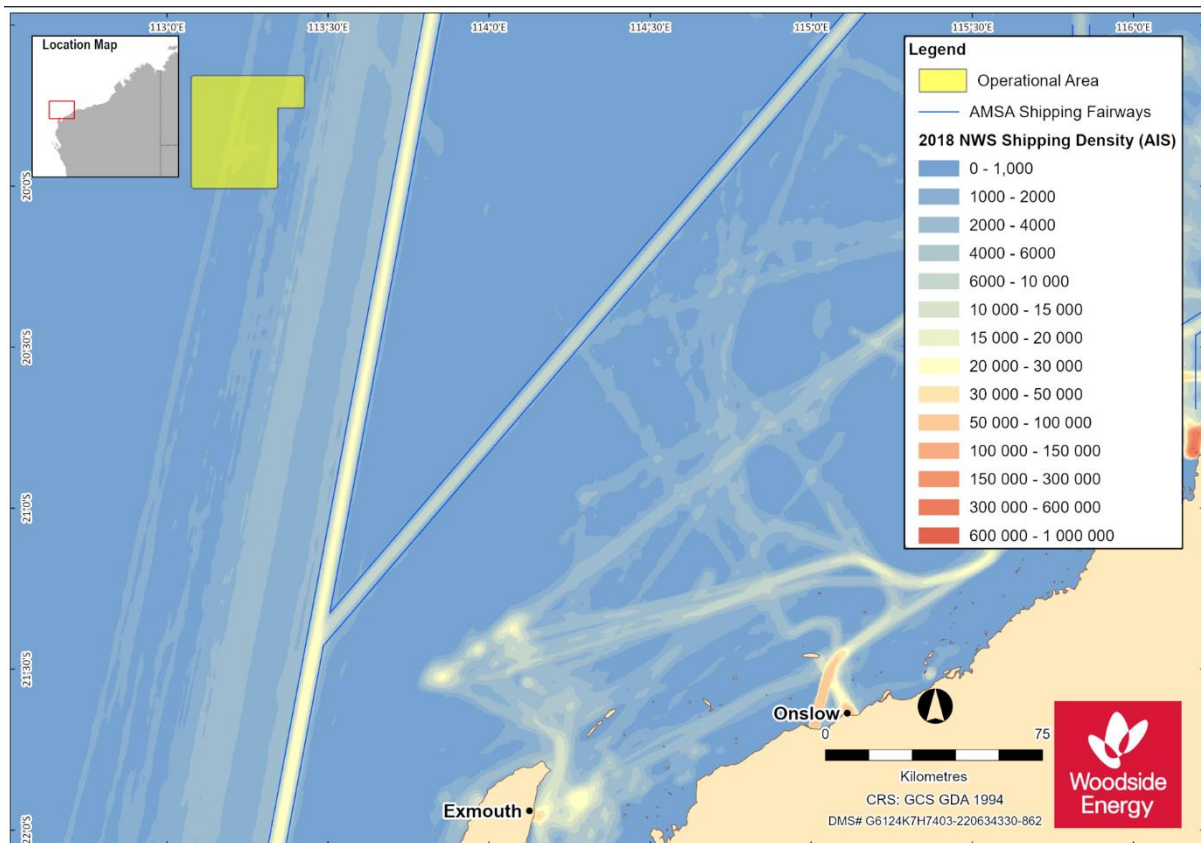 113°0'E
113°30'E
114°0'E
114°30'E
115°0'E
115°30'E
116°0'E
Location Map
20°0'S
20°30'S
21°0'S
21°30'S
22°0'S
Legend
Operational Area
AMSA Shipping Fairways
2018 NWS Shipping Density (AIS)
0 - 1,000
1000 - 2000
2000 - 4000
4000 - 6000
6000 - 10 000
10 000 - 15 000
15 000 - 20 000
20 000 - 30 000
30 000 - 50 000
50 000 - 100 000
100 000 - 150 000
150 000 - 300 000
300 000 - 600 000
600 000 - 1 000 000
Onslow
Exmouth
0 75
Kilometres
CRS: GCS GDA 1994
DMS# G6124K7H7403-220634330-862
Woodside
Energy